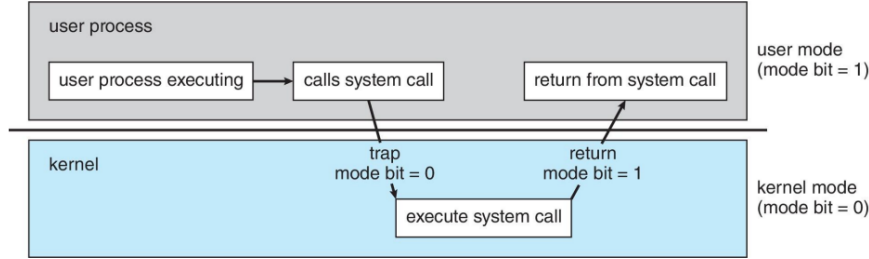 user process
user process executing
calls system call
return from system call
user mode
(mode bit = 1)
kernel
trap
mode bit = 0
return
mode bit = 1
execute system call
kernel mode
(mode bit = 0)